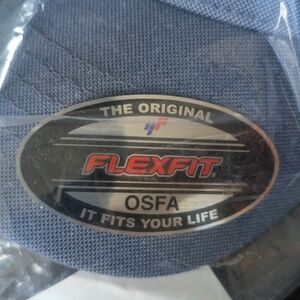 THE ORIGINAL
FLEXFIT
OSFA
IT FITS YOUR LIFE